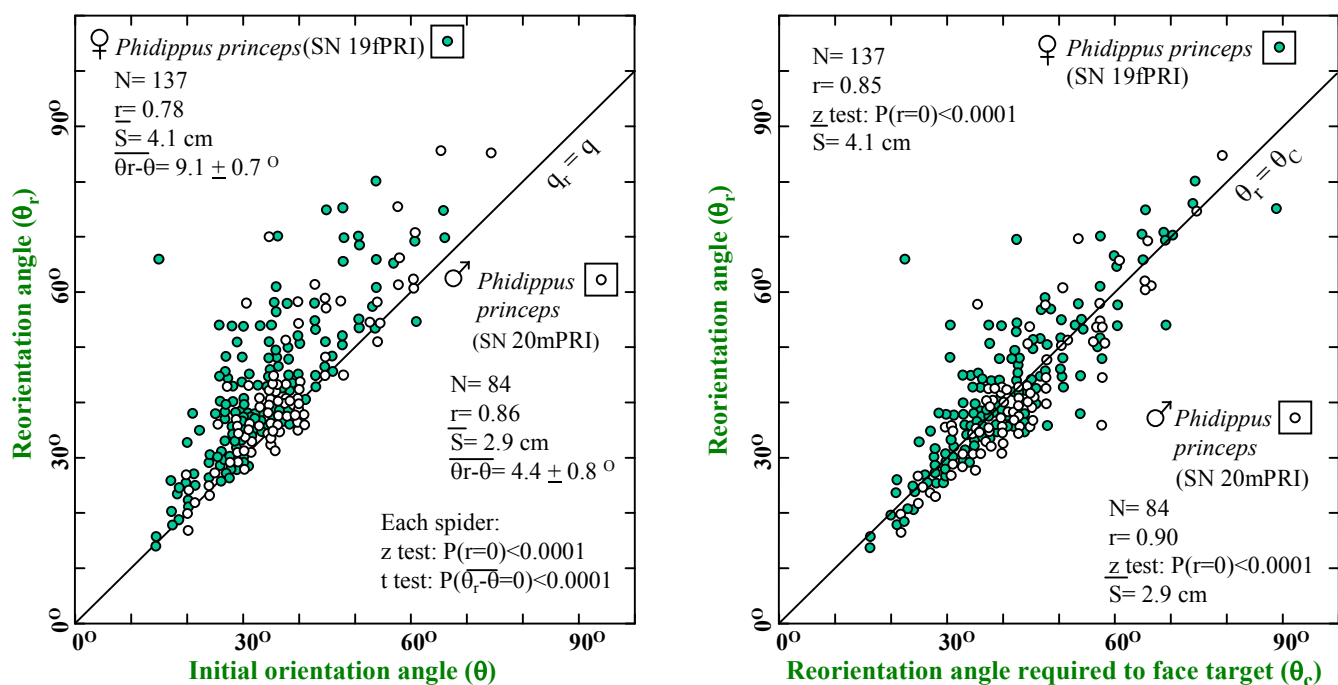 ♀ Phidippus princeps (SN 19fPRI)
N= 137
r= 0.78
S= 4.1 cm
θr-θ= 9.1 ± 0.7 O
qr = q
♂ Phidippus
princeps
(SN 20mPRI)
N= 84
r= 0.86
S= 2.9 cm
θr-θ= 4.4 ± 0.8 O
Each spider:
z test: P(r=0)<0.0001
t test: P(θr-θ=0)<0.0001
Reorientation angle (θr)
90O
60O
30O
0O
0O 30O 60O 90O
Initial orientation angle (θ)
N= 137
r= 0.85
z test: P(r=0)<0.0001
S= 4.1 cm
♀ Phidippus princeps
(SN 19fPRI)
θr = θC
♂ Phidippus
princeps
(SN 20mPRI)
N= 84
r= 0.90
z test: P(r=0)<0.0001
S= 2.9 cm
Reorientation angle (θr)
90O
60O
30O
0O
0O 30O 60O 90O
Reorientation angle required to face target (θc)